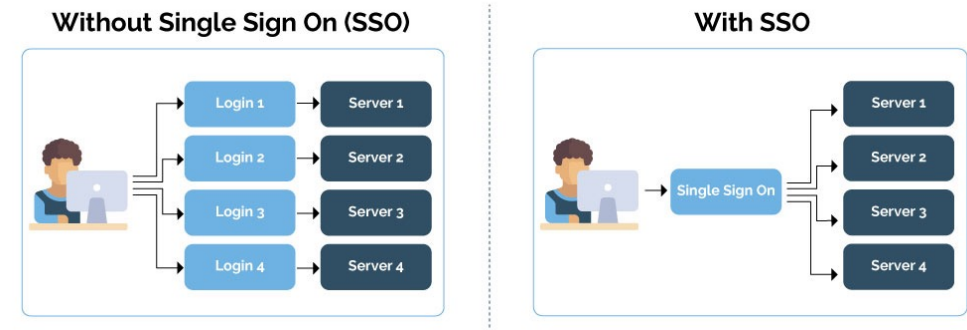 Without Single Sign On (SSO)
Login 1
Server 1
Login 2
Server 2
Login 3
Server 3
Login 4
Server 4
With SSO
Single Sign On
Server 1
Server 2
Server 3
Server 4